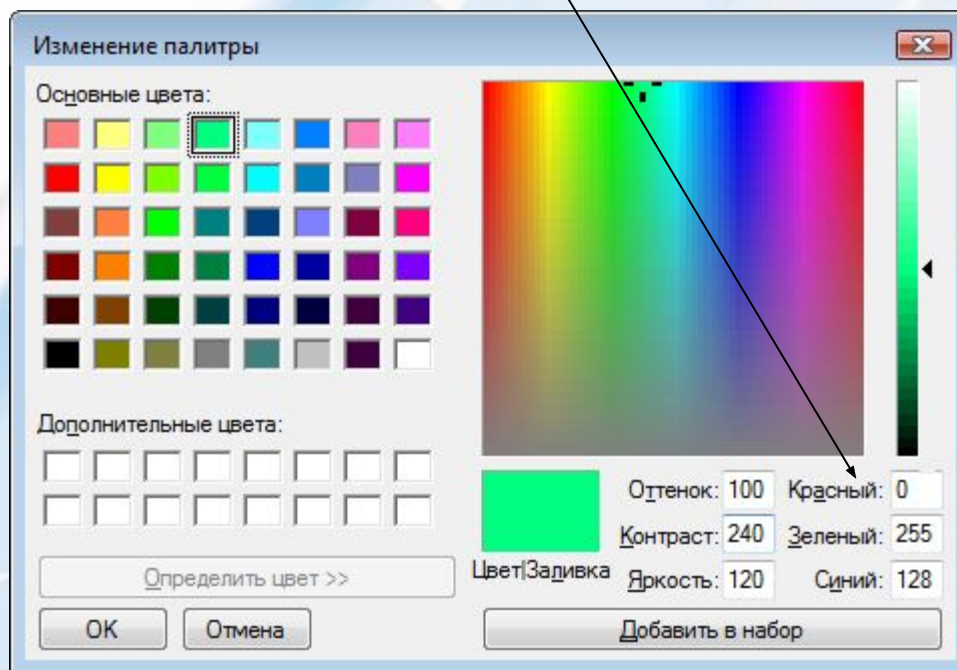 Изменение палитры
Основные цвета:
Дополнительные цвета:
Определить цвет >>
ОК
Отмена
Цвет|Заливка
Оттенок: 100
Контраст: 240
Яркость: 120
Красный: 0
Зеленый: 255
Синий: 128
Добавить в набор